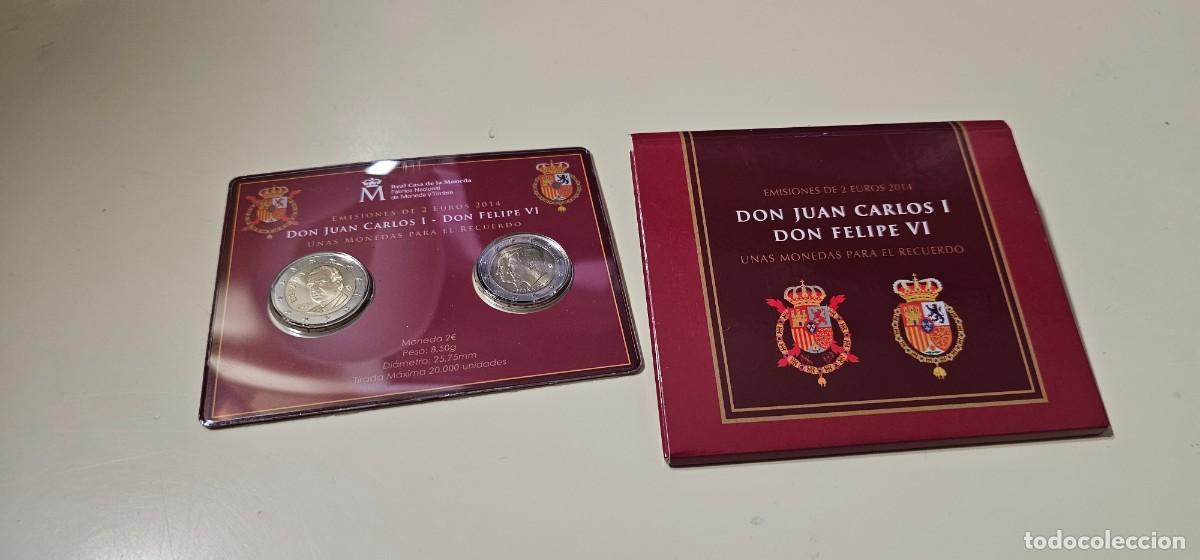 Real Casa de la Moneda
Fábrica Nacional
de Moneda y Timbre
EMISIONES DE 2 EUROS 2014
DON JUAN CARLOS I - DON FELIPE VI
UNAS MONEDAS PARA EL RECUERDO
Moneda 2€
Peso: 8,50g
Diámetro: 25,75mm
Tirada Máxima 20.000 unidades
EMISIONES DE 2 EUROS 2014
DON JUAN CARLOS I
DON FELIPE VI
UNAS MONEDAS PARA EL RECUERDO
todocoleccion